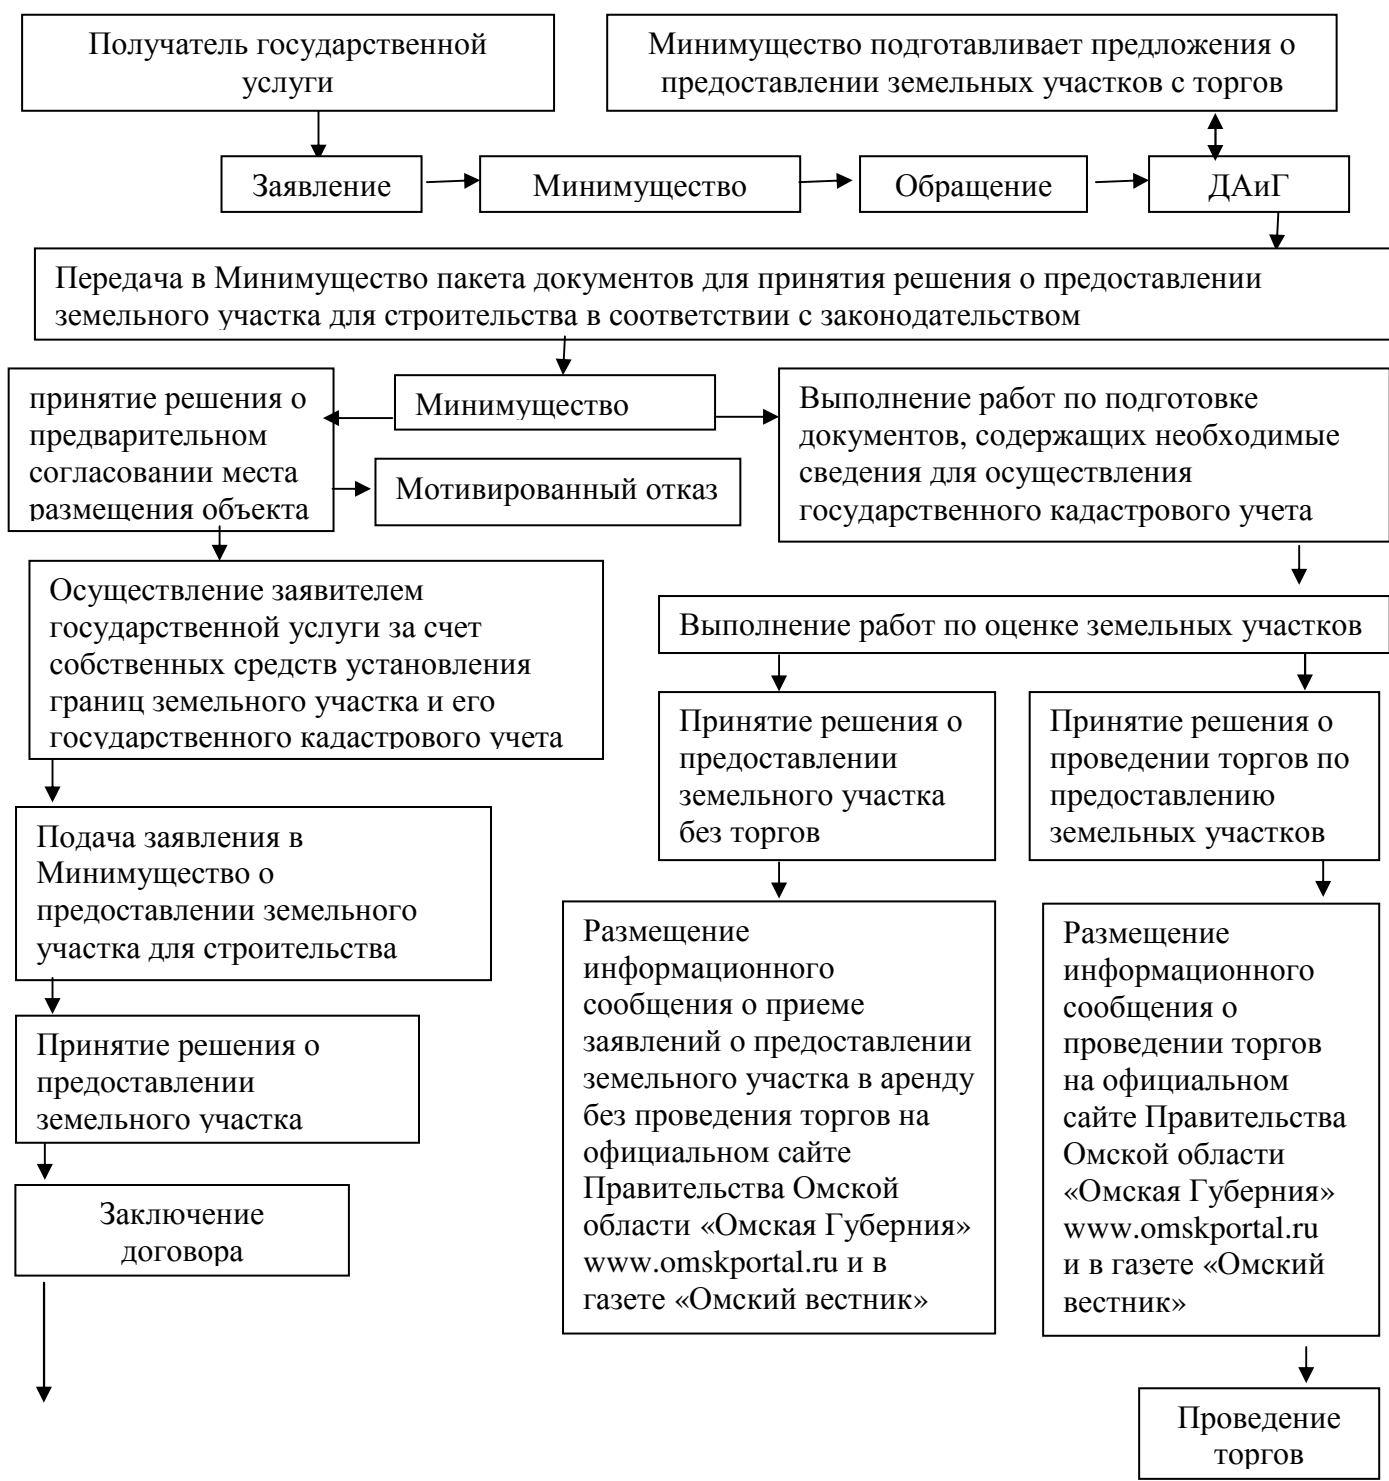 Получатель государственной
услуги
Минимущество подготавливает предложения о
предоставлении земельных участков с торгов
Заявление
Минимущество
Обращение
ДАиГ
Передача в Минимущество пакета документов для принятия решения о предоставлении
земельного участка для строительства в соответствии с законодательством
принятие решения о
предварительном
согласовании места
размещения объекта
Минимущество
Мотивированный отказ
Выполнение работ по подготовке
документов, содержащих необходимые
сведения для осуществления
государственного кадастрового учета
Осуществление заявителем
государственной услуги за счет
собственных средств установления
границ земельного участка и его
государственного кадастрового учета
Выполнение работ по оценке земельных участков
Принятие решения о
предоставлении
земельного участка
без торгов
Принятие решения о
проведении торгов по
предоставлению
земельных участков
Подача заявления в
Минимущество о
предоставлении земельного
участка для строительства
Размещение
информационного
сообщения о приеме
заявлений о предоставлении
земельного участка в аренду
без проведения торгов на
официальном сайте
Правительства Омской
области «Омская Губерния»
www.omskportal.ru и в
газете «Омский вестник»
Размещение
информационного
сообщения о
проведении торгов
на официальном
сайте Правительства
Омской области
«Омская Губерния»
www.omskportal.ru
и в газете «Омский
вестник»
Принятие решения о
предоставлении
земельного участка
Заключение
договора
Проведение
торгов